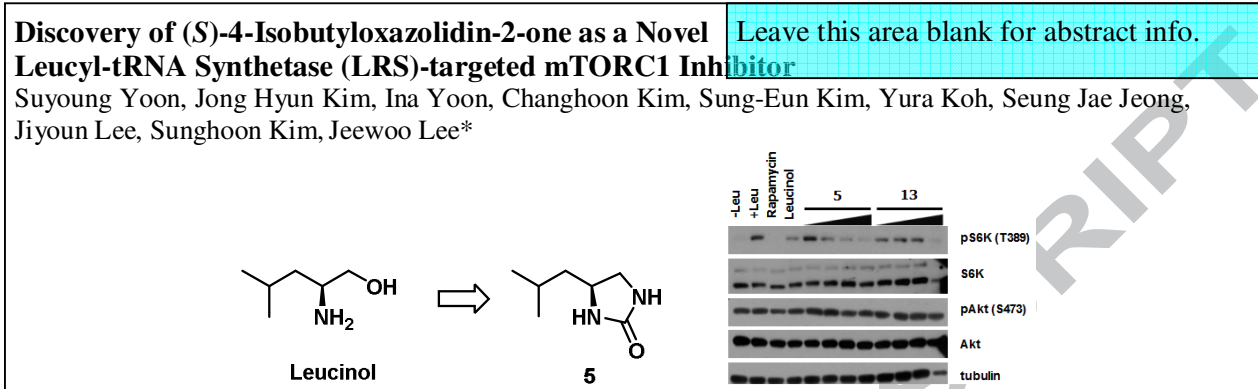 Discovery of (S)-4-Isobutyloxazolidin-2-one as a Novel
Leucyl-tRNA Synthetase (LRS)-targeted mTORC1 Inhibitor
Leave this area blank for abstract info.
Suyoung Yoon, Jong Hyun Kim, Ina Yoon, Changhoon Kim, Sung-Eun Kim, Yura Koh, Seung Jae Jeong,
Jiyoun Lee, Sunghoon Kim, Jeewoo Lee*
OH
NH2
Leucinol
NH
HN
O
5
-Leu
+Leu
Rapamycin
Leucinol
5
13
pS6K (T389)
S6K
pAkt (S473)
Akt
tubulin
RIPT